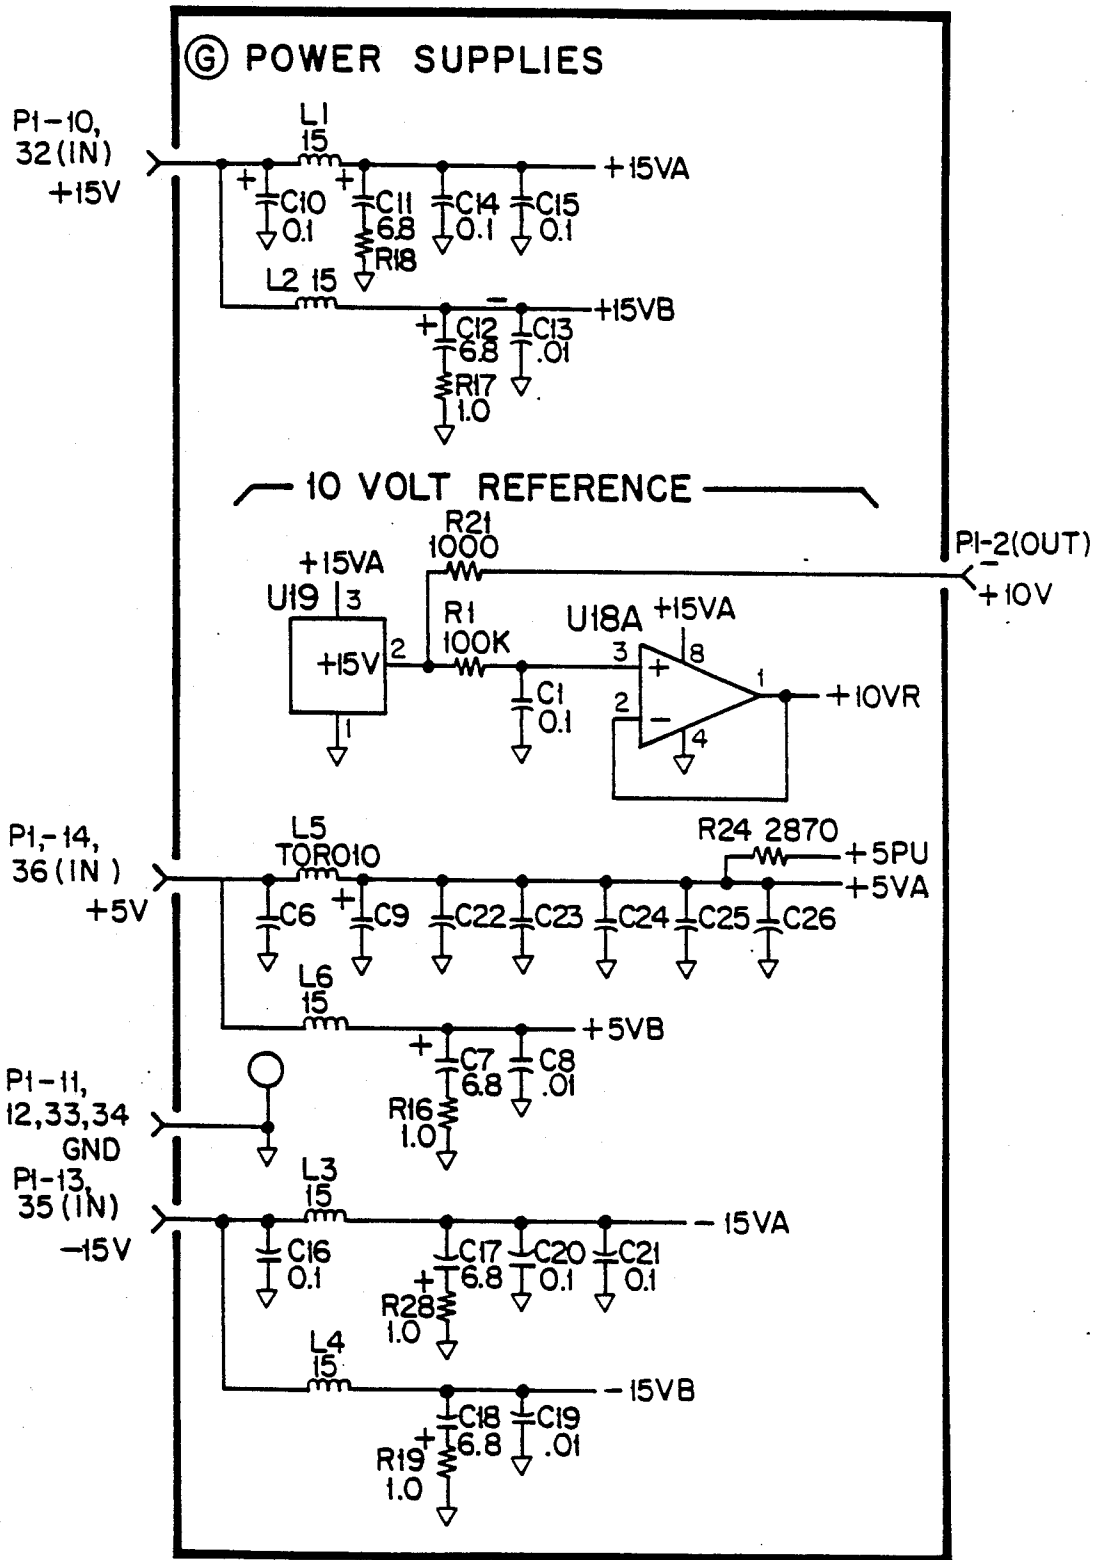 G POWER SUPPLIES
P1-10,
32(IN)
+15V
L1
15
+15VA
+
C10
0.1
+
C11
6.8
R18
C14
0.1
C15
0.1
L2 15
-
+15VB
+
C12
6.8
C13
.01
R17
1.0
10 VOLT REFERENCE
R21
1000
P1-2(OUT)
+10V
+15VA
U19
3
+15V
2
1
R1
100K
C1
0.1
U18A
+15VA
3
+
8
2
-
4
1
+10VR
P1,-14,
36(IN)
+5V
L5
TORO10
R24 2870
+5PU
+5VA
C6
+
C9
C22
C23
C24
C25
C26
L6
15
+5VB
+
C7
6.8
C8
.01
R16
1.0
P1-11,
12,33,34
GND
P1-13,
35(IN)
-15V
L3
15
-15VA
C16
0.1
C17
6.8
+
C20
0.1
C21
0.1
R28
1.0
L4
15
-15VB
C18
6.8
+
C19
.01
R19
1.0